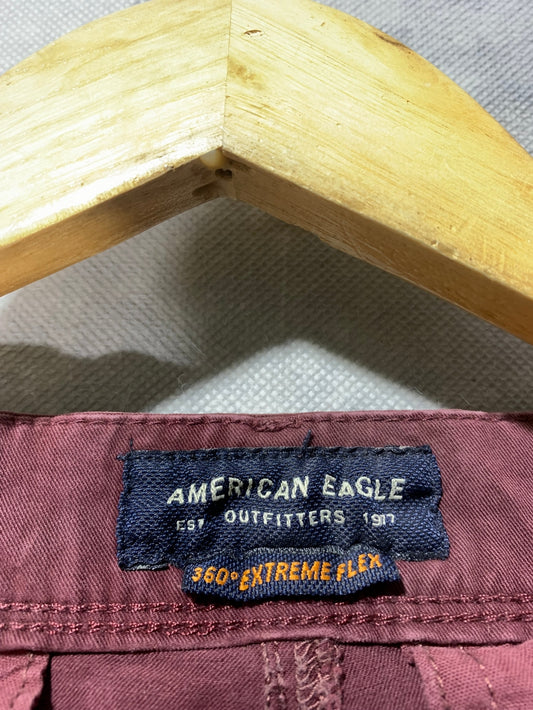 AMERICAN EAGLE
EST OUTFITTERS 1977
360° EXTREME FLEX